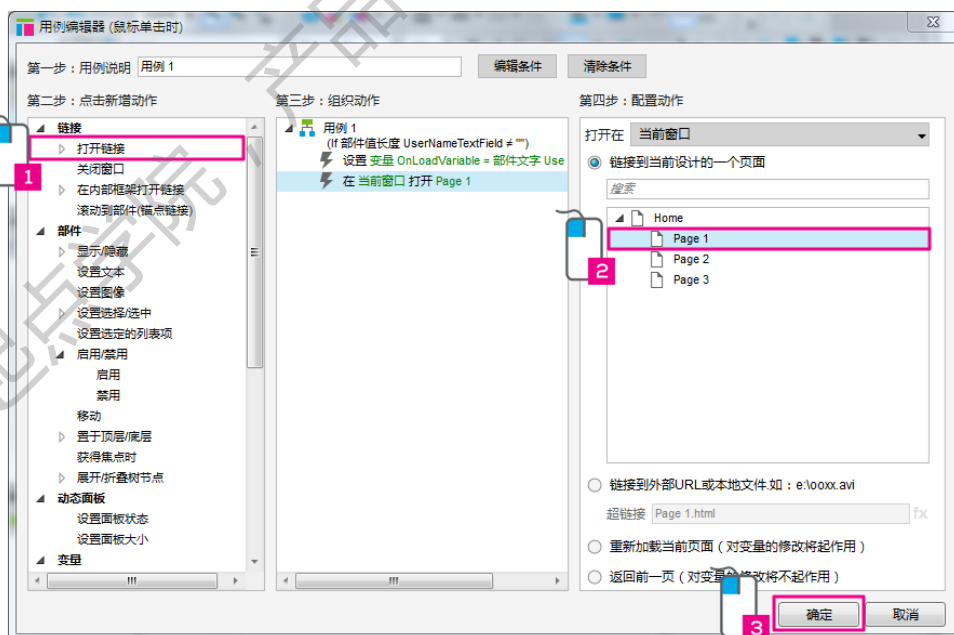 用例编辑器 (鼠标单击时)
第一步：用例说明 用例 1 编辑条件 清除条件
第二步：点击新增动作
链接
打开链接
关闭窗口
在内部框架打开链接
滚动到部件(锚点链接)
部件
显示/隐藏
设置文本
设置图像
设置选择/选中
设置选定的列表项
启用/禁用
启用
禁用
移动
置于顶层/底层
获得焦点时
展开/折叠树节点
动态面板
设置面板状态
设置面板大小
变量
1
第三步：组织动作
用例 1
(If 部件值长度 UserNameTextField ≠ "")
设置 变量 OnLoadVariable = 部件文字 Use
在 当前窗口 打开 Page 1
第四步：配置动作
打开在 当前窗口
链接到当前设计的一个页面
搜索
Home
Page 1
Page 2
Page 3
2
链接到外部URL或本地文件.如：e:\ooxx.avi
超链接 Page 1.html fx
重新加载当前页面（对变量的修改将起作用）
返回前一页（对变量的修改将不起作用）
3
确定 取消
起点学院，产品